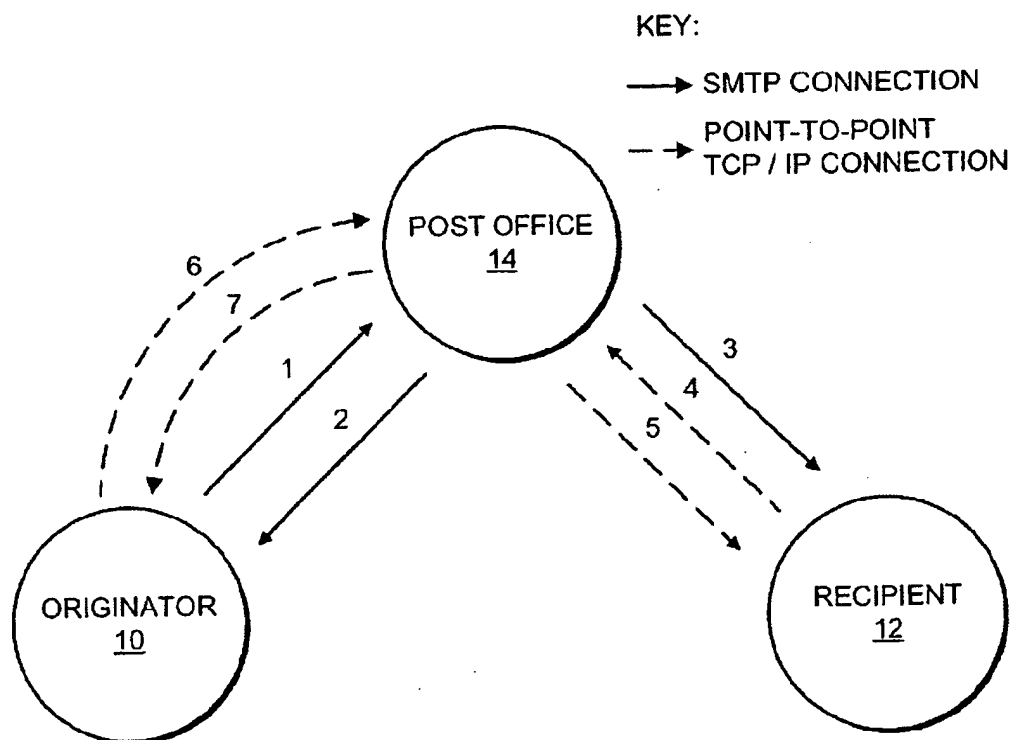 KEY:
SMTP CONNECTION
POINT-TO-POINT
TCP / IP CONNECTION
POST OFFICE
14
6
7
1
2
3
4
5
ORIGINATOR
10
RECIPIENT
12